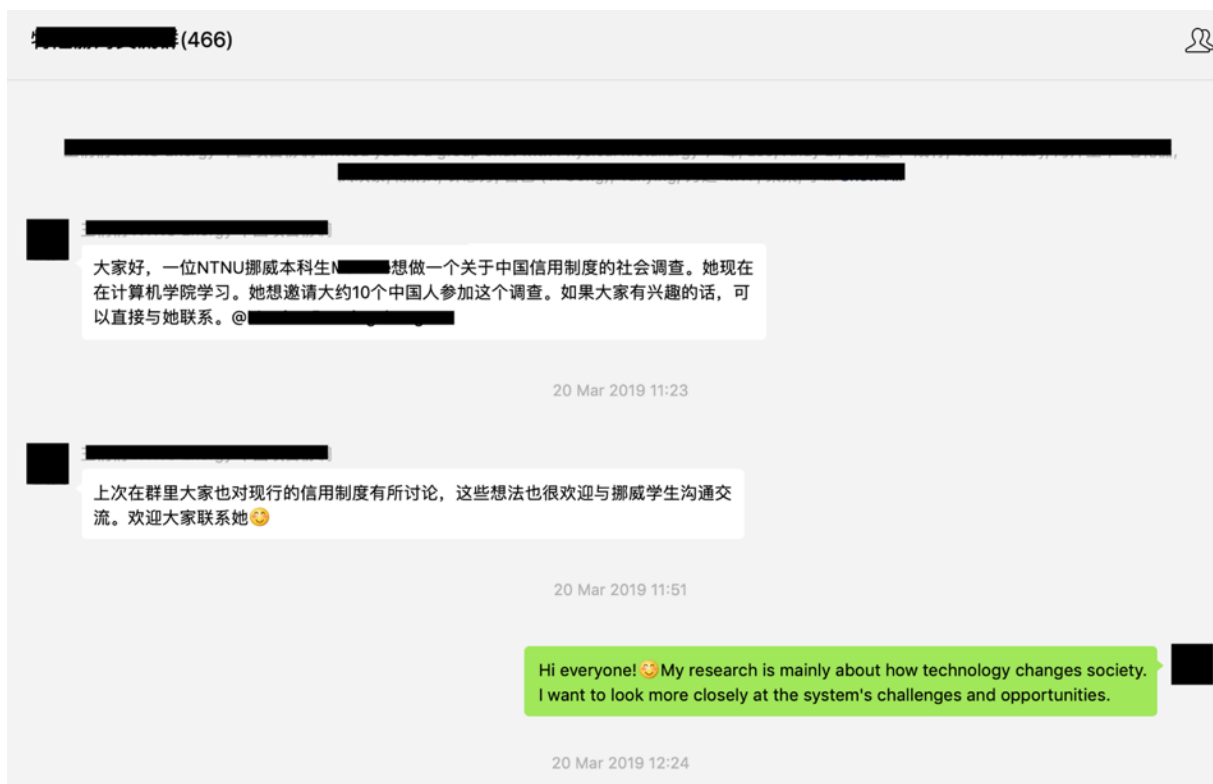 (466)
大家好，一位NTNU挪威本科生 想做一个关于中国信用制度的社会调查。她现在
在计算机学院学习。她想邀请大约10个中国人参加这个调查。如果大家有兴趣的话，可
以直接与她联系。@
20 Mar 2019 11:23
上次在群里大家也对现行的信用制度有所讨论，这些想法也很欢迎与挪威学生沟通交
流。欢迎大家联系她😊
20 Mar 2019 11:51
Hi everyone!😊My research is mainly about how technology changes society.
I want to look more closely at the system's challenges and opportunities.
20 Mar 2019 12:24